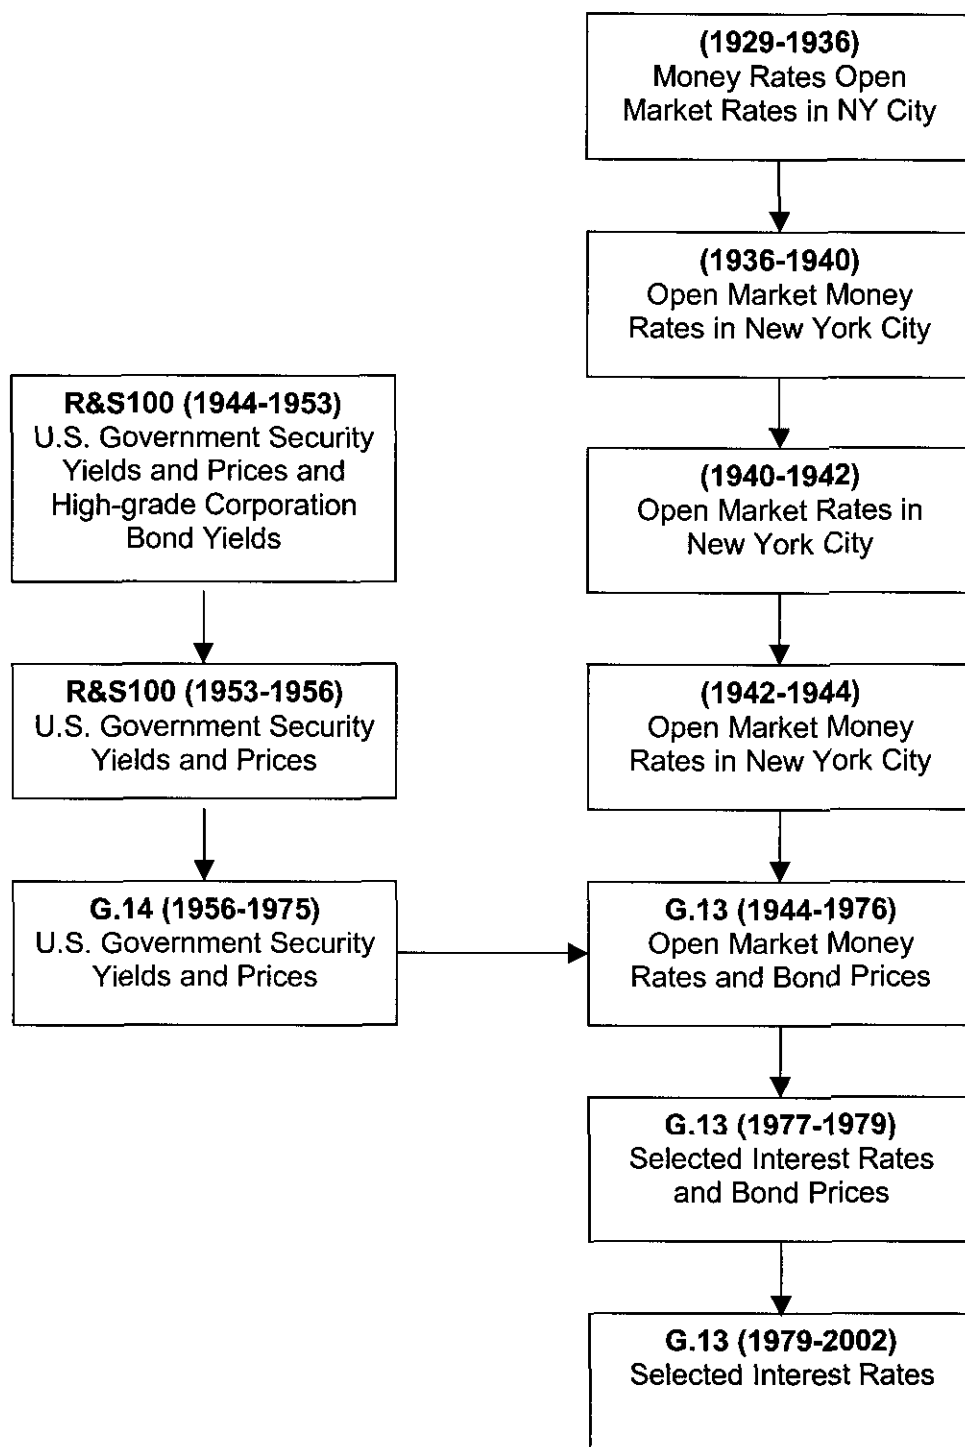 (1929-1936)
Money Rates Open
Market Rates in NY City
(1936-1940)
Open Market Money
Rates in New York City
R&S100 (1944-1953)
U.S. Government Security
Yields and Prices and
High-grade Corporation
Bond Yields
(1940-1942)
Open Market Rates in
New York City
R&S100 (1953-1956)
U.S. Government Security
Yields and Prices
(1942-1944)
Open Market Money
Rates in New York City
G.14 (1956-1975)
U.S. Government Security
Yields and Prices
G.13 (1944-1976)
Open Market Money
Rates and Bond Prices
G.13 (1977-1979)
Selected Interest Rates
and Bond Prices
G.13 (1979-2002)
Selected Interest Rates